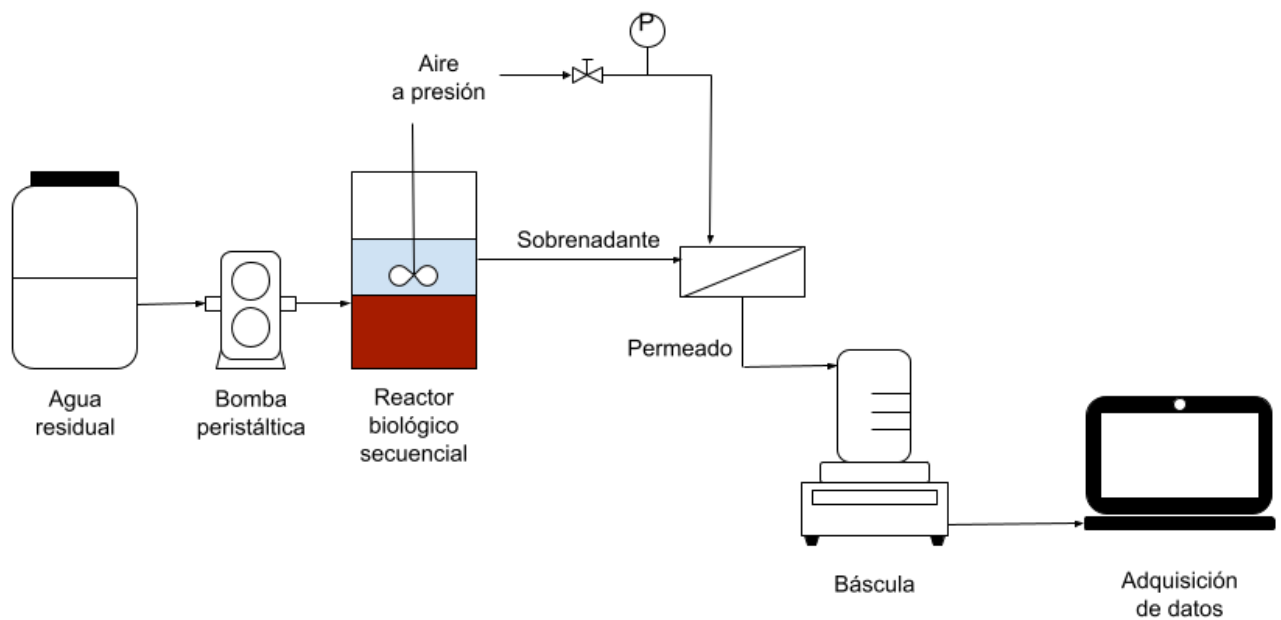 P
Aire
a presión
Sobrenadante
Permeado
Agua
residual
Bomba
peristáltica
Reactor
biológico
secuencial
Báscula
Adquisición
de datos